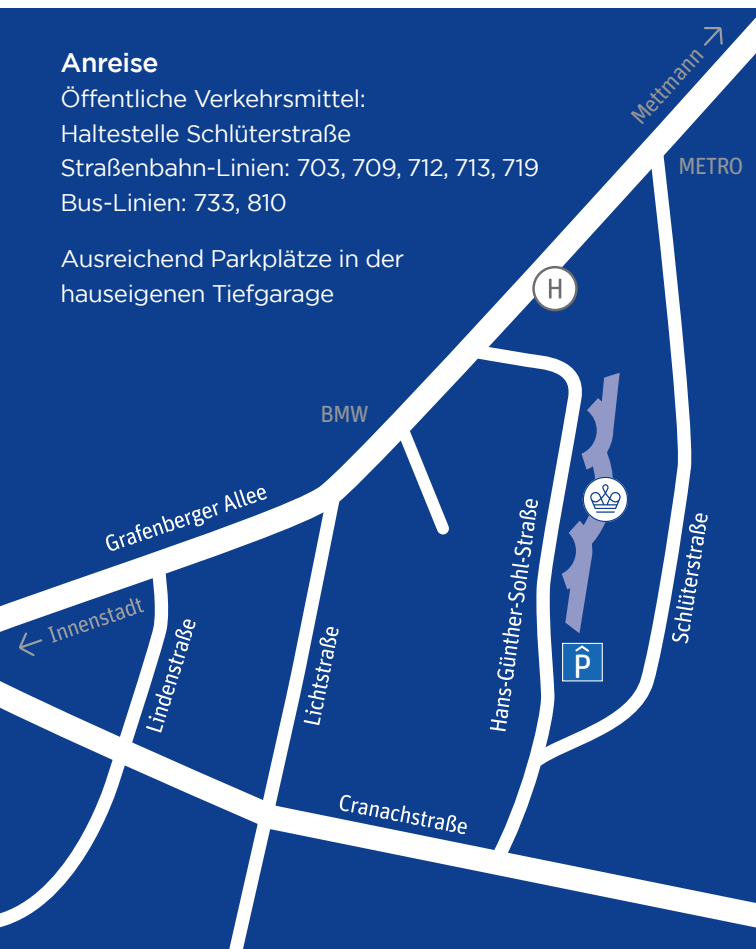 Anreise
Öffentliche Verkehrsmittel:
Haltestelle Schlüterstraße
Straßenbahn-Linien: 703, 709, 712, 713, 719
Bus-Linien: 733, 810
Ausreichend Parkplätze in der
hauseigenen Tiefgarage
Mettmann
METRO
H
BMW
Grafenberger Allee
Innenstadt
Lindenstraße
Lichtstraße
Hans-Günther-Sohl-Straße
Schlüterstraße
P
Cranachstraße